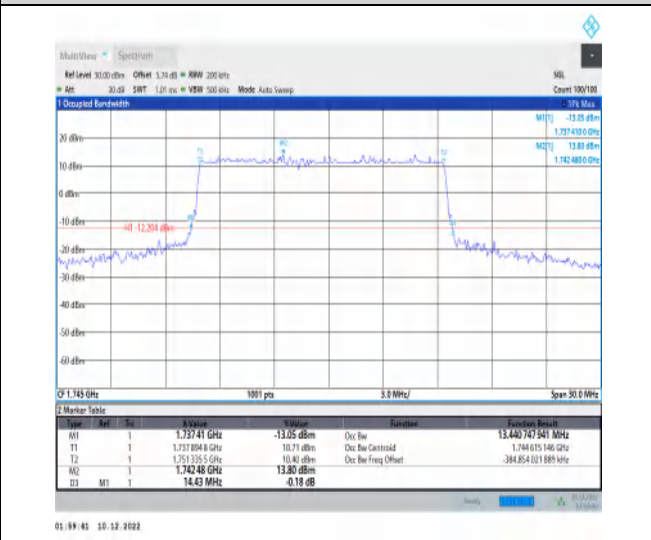 MultiView Spectrum
Ref Level 30.00 dBm Offset 5.74 dB RBW 200 kHz SGL
Att 30 dB SWT 1.01 ms VBW 500 kHz Mode Auto Sweep Count 100/100
1 Occupied Bandwidth 1Pk Max
M1[1] -13.05 dBm
1.737 410 0 GHz
M2[1] 13.80 dBm
1.742 480 0 GHz
20 dBm
10 dBm
0 dBm
-10 dBm
H1 -12.204 dBm
-20 dBm
-30 dBm
-40 dBm
-50 dBm
-60 dBm
CF 1.745 GHz 1001 pts 3.0 MHz/ Span 30.0 MHz
2 Marker Table
Type Ref Trc X-Value Y-Value Function Function Result
M1 1 1.737 41 GHz -13.05 dBm Occ Bw 13.440 747 941 MHz
T1 1 1.737 894 8 GHz 10.71 dBm Occ Bw Centroid 1.744 615 146 GHz
T2 1 1.751 335 5 GHz 10.40 dBm Occ Bw Freq Offset -384.854 021 889 kHz
M2 1 1.742 48 GHz 13.80 dBm
D3 M1 1 14.43 MHz -0.18 dB
Ready
01:59:41 10.12.2022